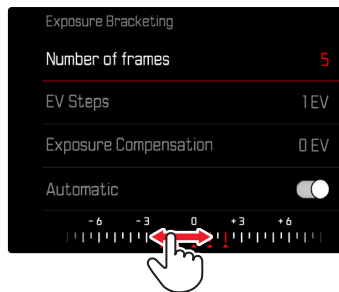 Exposure Bracketing
Number of frames 5
EV Steps 1 EV
Exposure Compensation 0 EV
Automatic
-6 -3 0 +3 +6